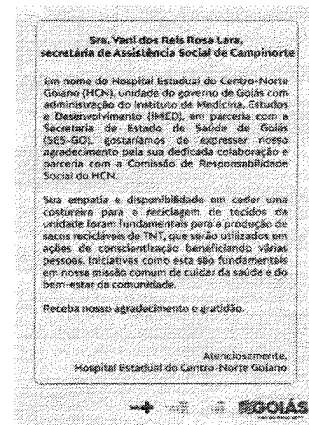 Sra. Vani dos Reis Rosa Lara,
secretária de Assistência Social de Campinorte
Em nome do Hospital Estadual do Centro-Norte
Goiano (HCN), unidade do governo de Goiás com
administração do Instituto de Medicina, Estudos
e Desenvolvimento (IMED), em parceria com a
Secretaria de Estado de Saúde de Goiás
(SES-GO), gostaríamos de expressar nosso
agradecimento pela sua dedicada colaboração e
parceria com a Comissão de Responsabilidade
Social do HCN.
Sua empatia e disponibilidade em ceder uma
costureira para a reciclagem de tecidos da
unidade foram fundamentais para a produção de
sacos recicláveis de TNT, que serão utilizados em
ações de conscientização beneficiando várias
pessoas. Iniciativas como esta são fundamentais
em nossa missão comum de cuidar da saúde e do
bem-estar da comunidade.
Receba nosso agradecimento e gratidão.
Atenciosamente,
Hospital Estadual do Centro-Norte Goiano
GOIÁS